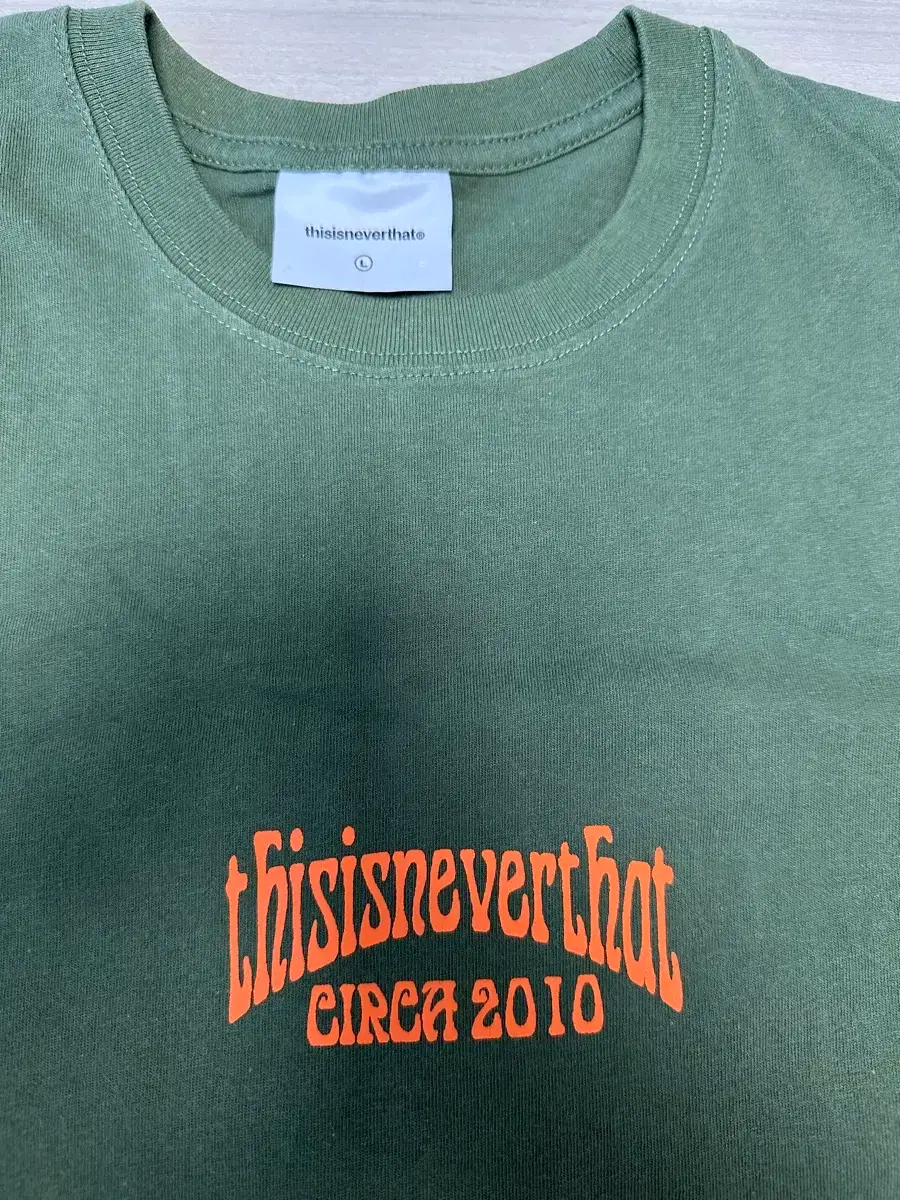 thisisneverthat®
L
thisisneverthat
CIRCA 2010